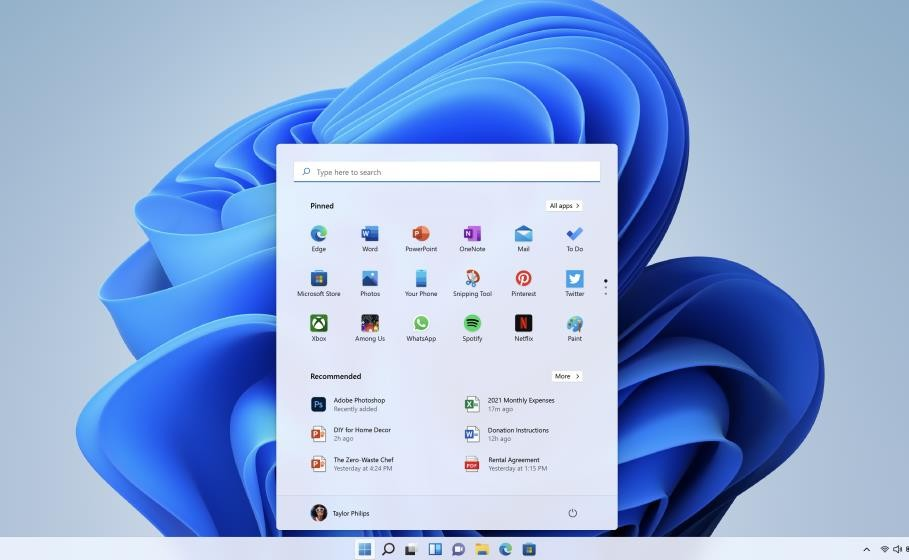 Type here to search
Pinned
All apps
Edge
Word
PowerPoint
OneNote
Mail
To Do
Microsoft Store
Photos
Your Phone
Snipping Tool
Pinterest
Twitter
Xbox
Among Us
WhatsApp
Spotify
Netflix
Paint
Recommended
More
Ps
Adobe Photoshop
Recently added
2021 Monthly Expenses
17m ago
DIY for Home Decor
2h ago
Donation Instructions
12h ago
The Zero-Waste Chef
Yesterday at 4:24 PM
PDF
Rental Agreement
Yesterday at 1:15 PM
Taylor Philips